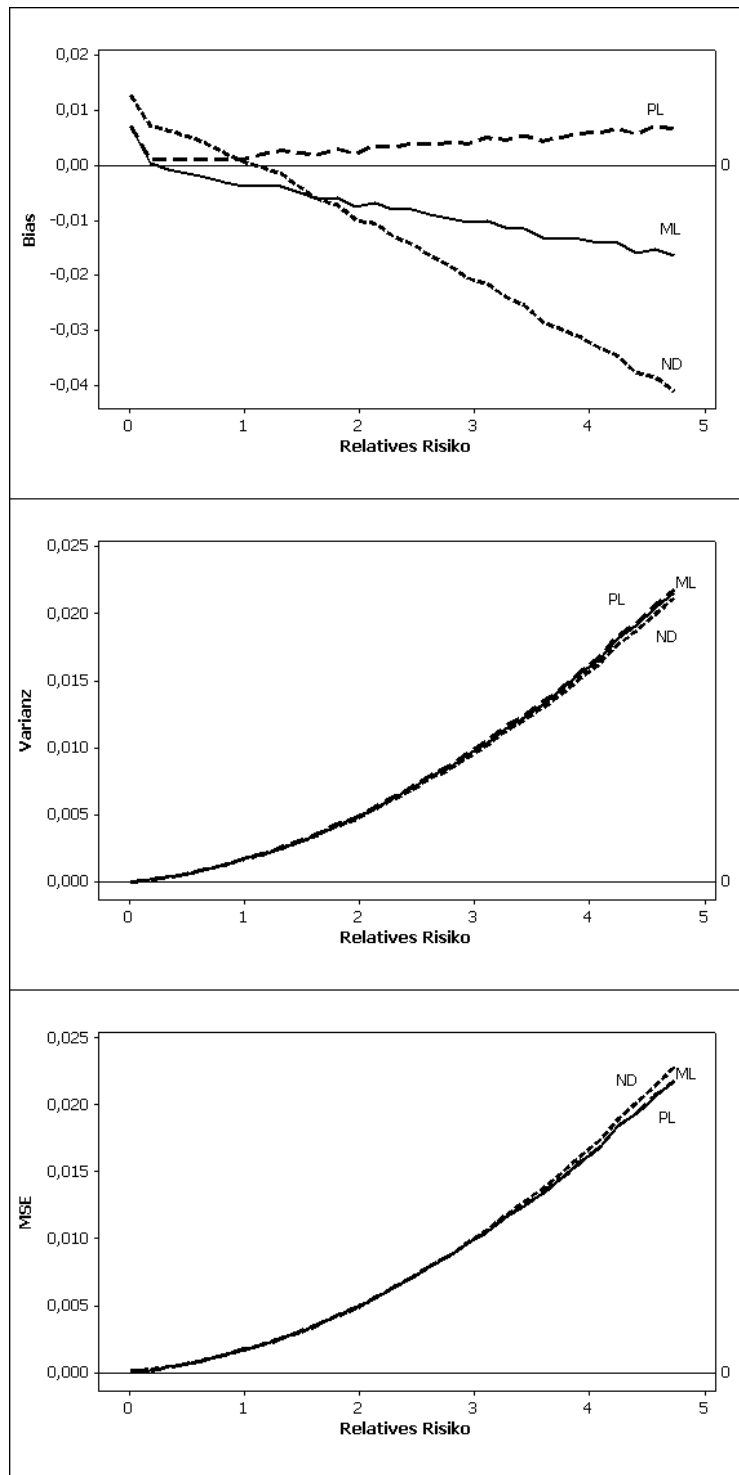 0,02
0,01
PL
0,00
0
-0,01
ML
Bias
-0,02
-0,03
ND
-0,04
0 1 2 3 4 5
Relatives Risiko
0,025
ML
PL
0,020
ND
0,015
Varianz
0,010
0,005
0,000
0
0 1 2 3 4 5
Relatives Risiko
0,025
ND
ML
0,020
PL
0,015
MSE
0,010
0,005
0,000
0
0 1 2 3 4 5
Relatives Risiko